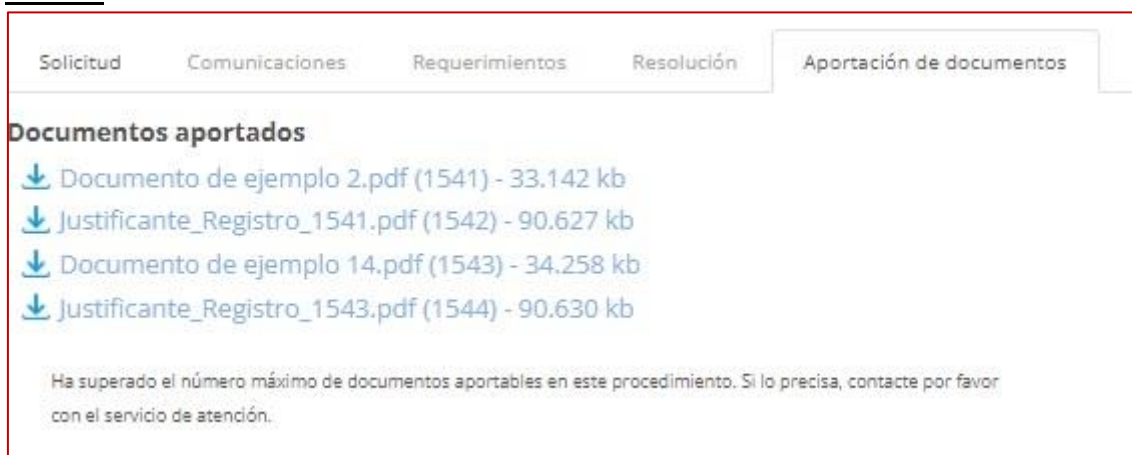 Solicitud Comunicaciones Requerimientos Resolución Aportación de documentos
Documentos aportados
Documento de ejemplo 2.pdf (1541) - 33.142 kb
Justificante_Registro_1541.pdf (1542) - 90.627 kb
Documento de ejemplo 14.pdf (1543) - 34.258 kb
Justificante_Registro_1543.pdf (1544) - 90.630 kb
Ha superado el número máximo de documentos aportables en este procedimiento. Si lo precisa, contacte por favor
con el servicio de atención.